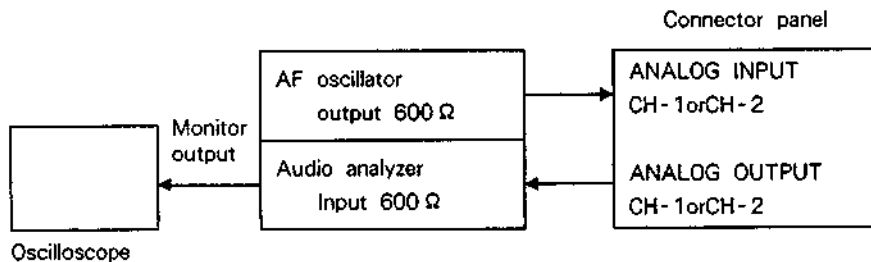 Connector panel
AF oscillator
output 600 Ω
ANALOG INPUT
CH-1orCH-2
Monitor
output
Audio analyzer
Input 600 Ω
ANALOG OUTPUT
CH-1orCH-2
Oscilloscope